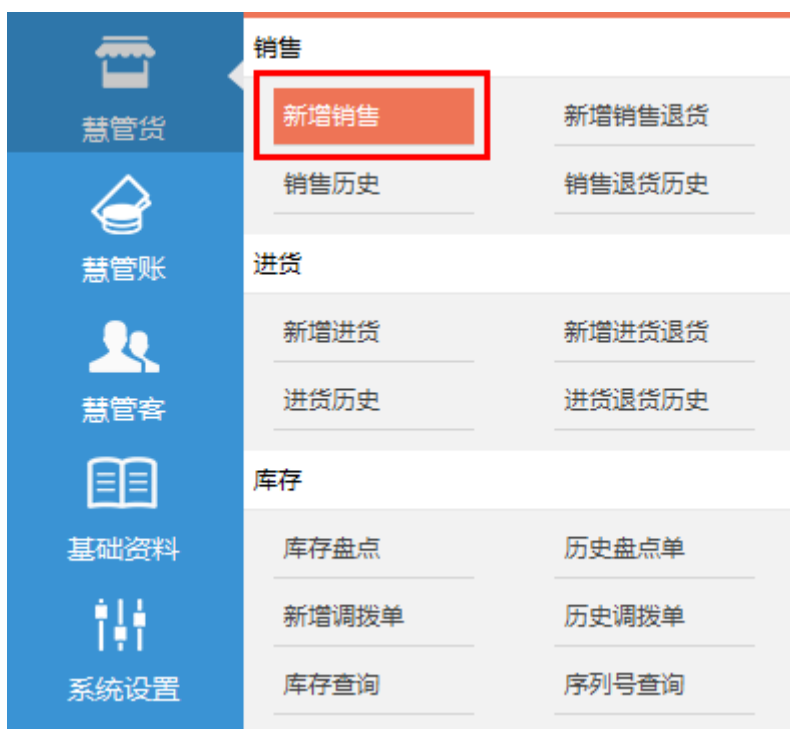 慧管货
慧管账
慧管客
基础资料
系统设置
销售
新增销售 新增销售退货
销售历史 销售退货历史
进货
新增进货 新增进货退货
进货历史 进货退货历史
库存
库存盘点 历史盘点单
新增调拨单 历史调拨单
库存查询 序列号查询